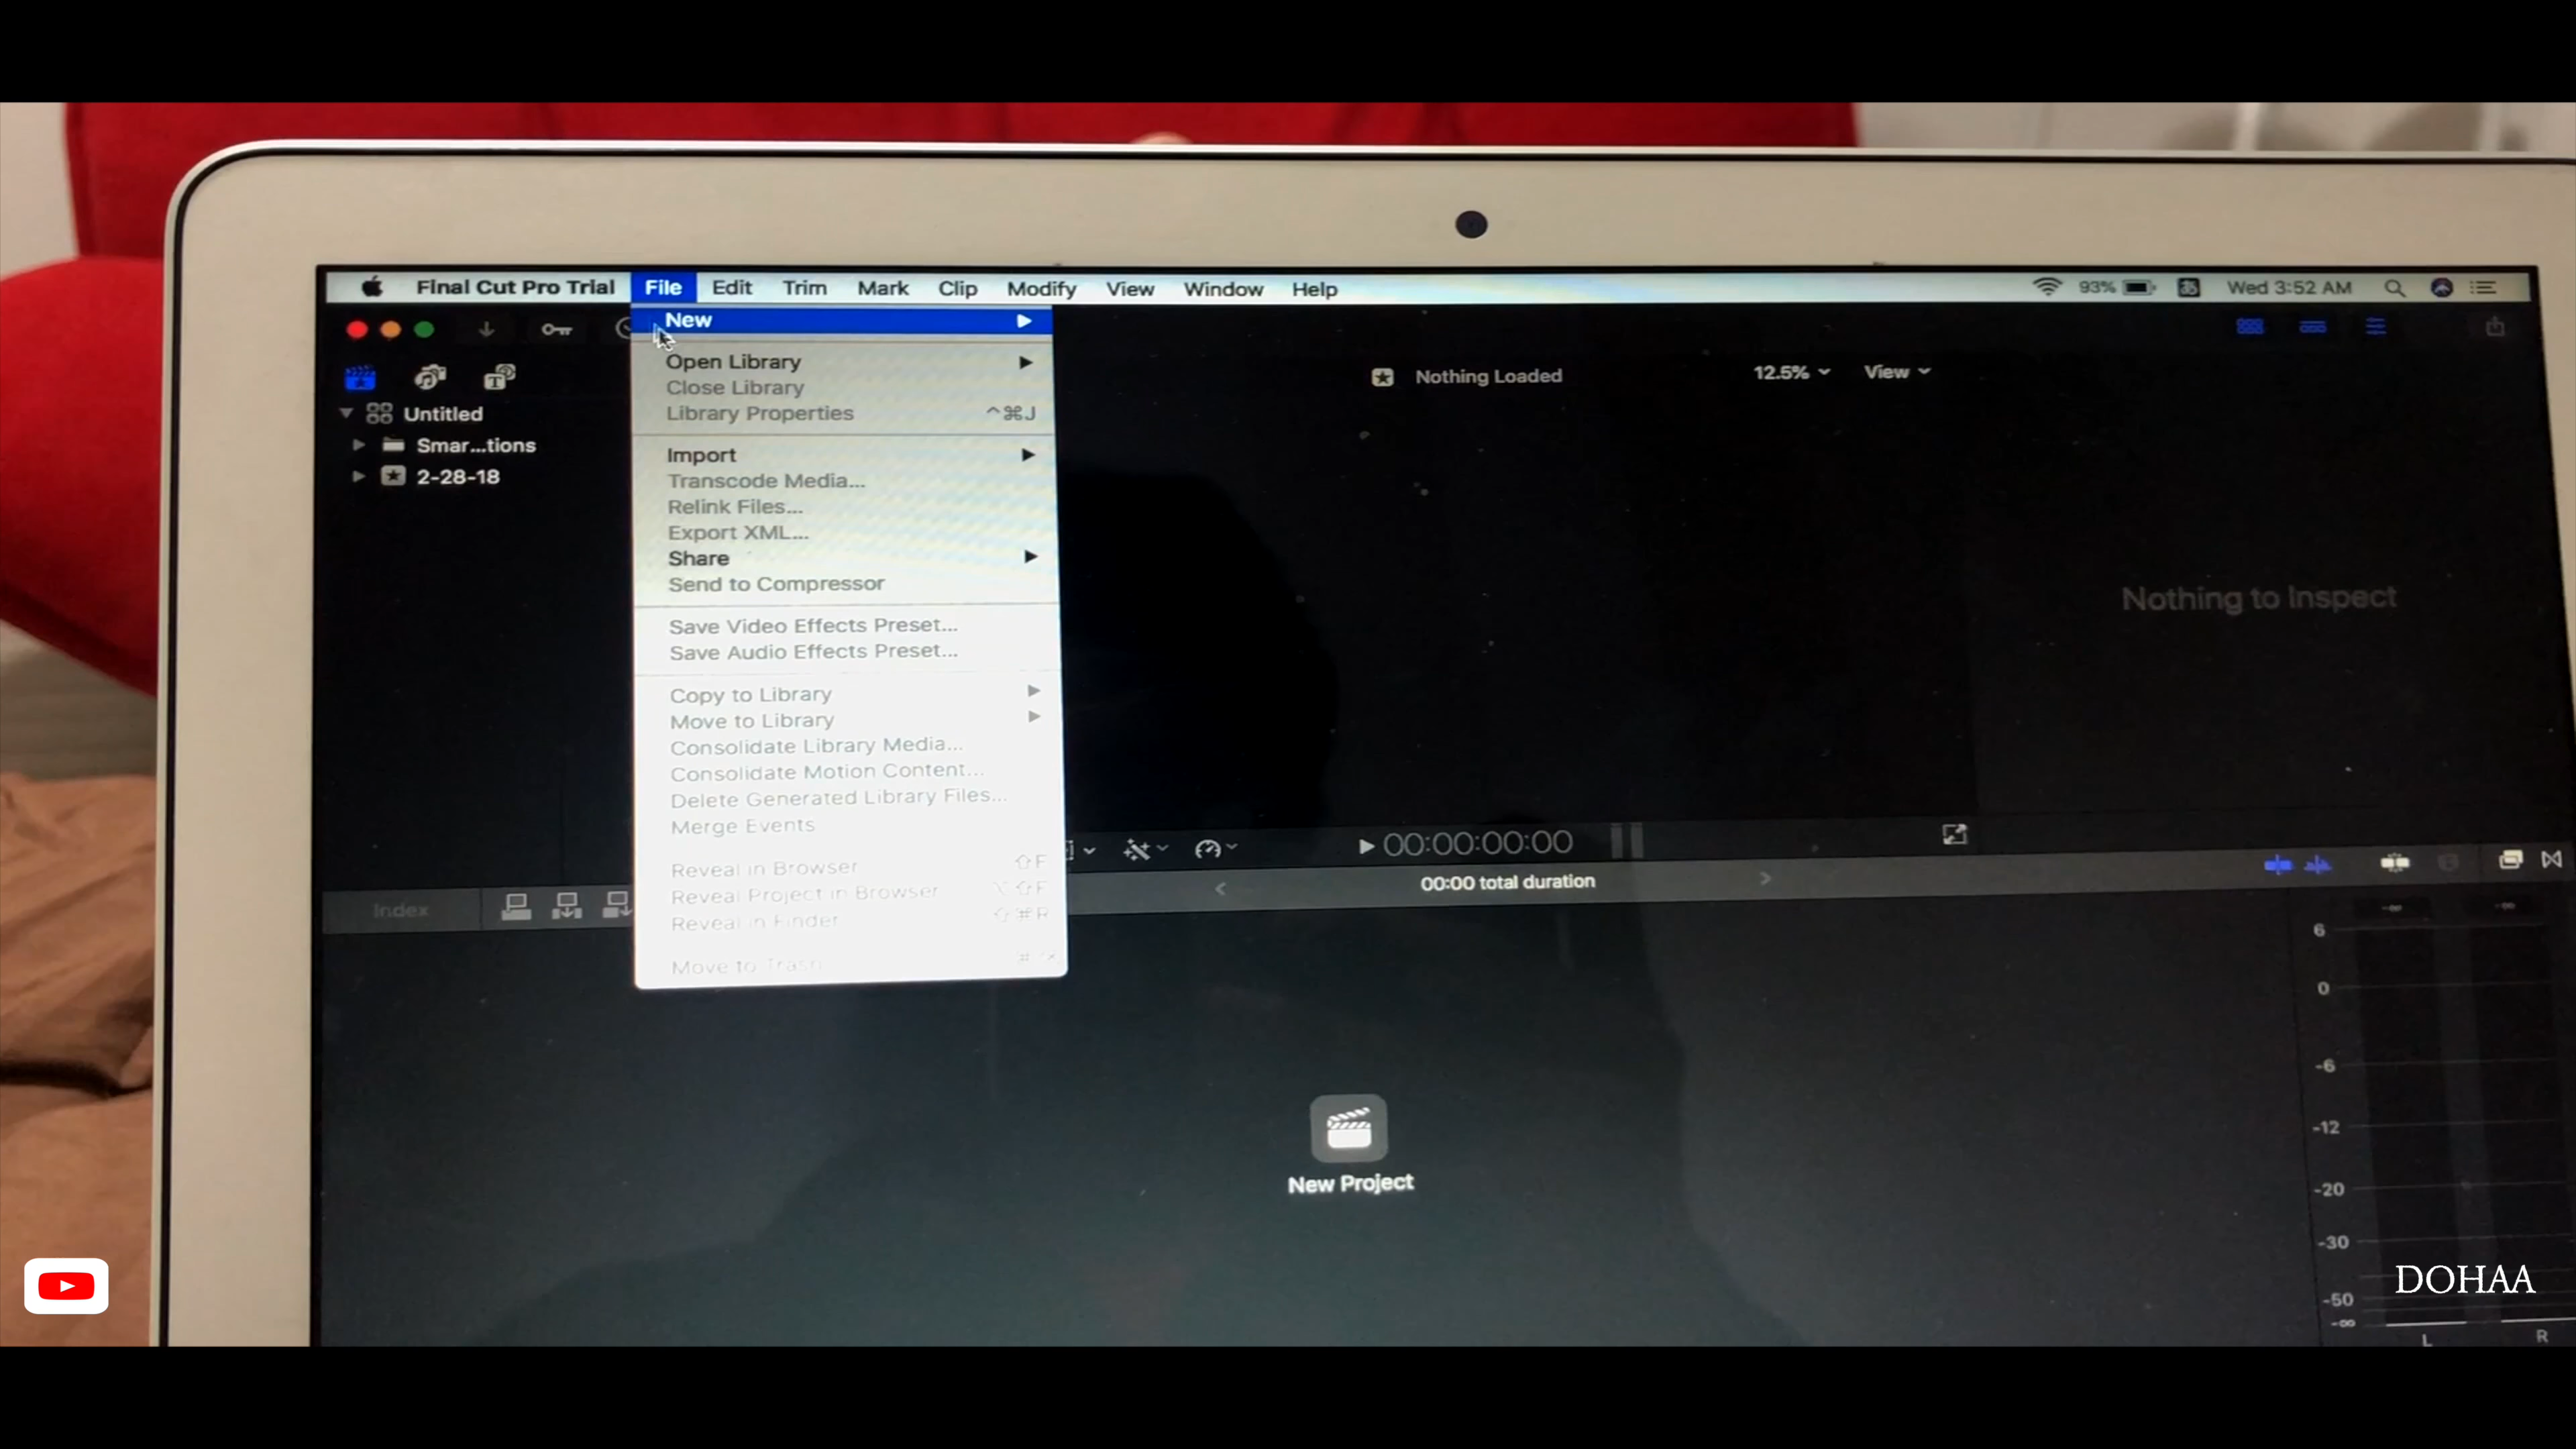 Final Cut Pro Trial File Edit Trim Mark Clip Modify View Window Help 93% Wed 3:52 AM
New
Open Library
Close Library
Library Properties ^⌘J
Import
Transcode Media...
Relink Files...
Export XML...
Share
Send to Compressor
Save Video Effects Preset...
Save Audio Effects Preset...
Copy to Library
Move to Library
Consolidate Library Media...
Consolidate Motion Content...
Delete Generated Library Files...
Merge Events
Reveal in Browser ⇧F
Reveal Project in Browser ⌥⇧F
Reveal in Finder ⇧⌘R
Move to Trash
Untitled
Smar...tions
2-28-18
Nothing Loaded 12.5% View
Nothing to Inspect
00:00:00:00
Index
00:00 total duration
New Project
6
0
-6
-12
-20
-30
-50
-∞
L R
DOHAA